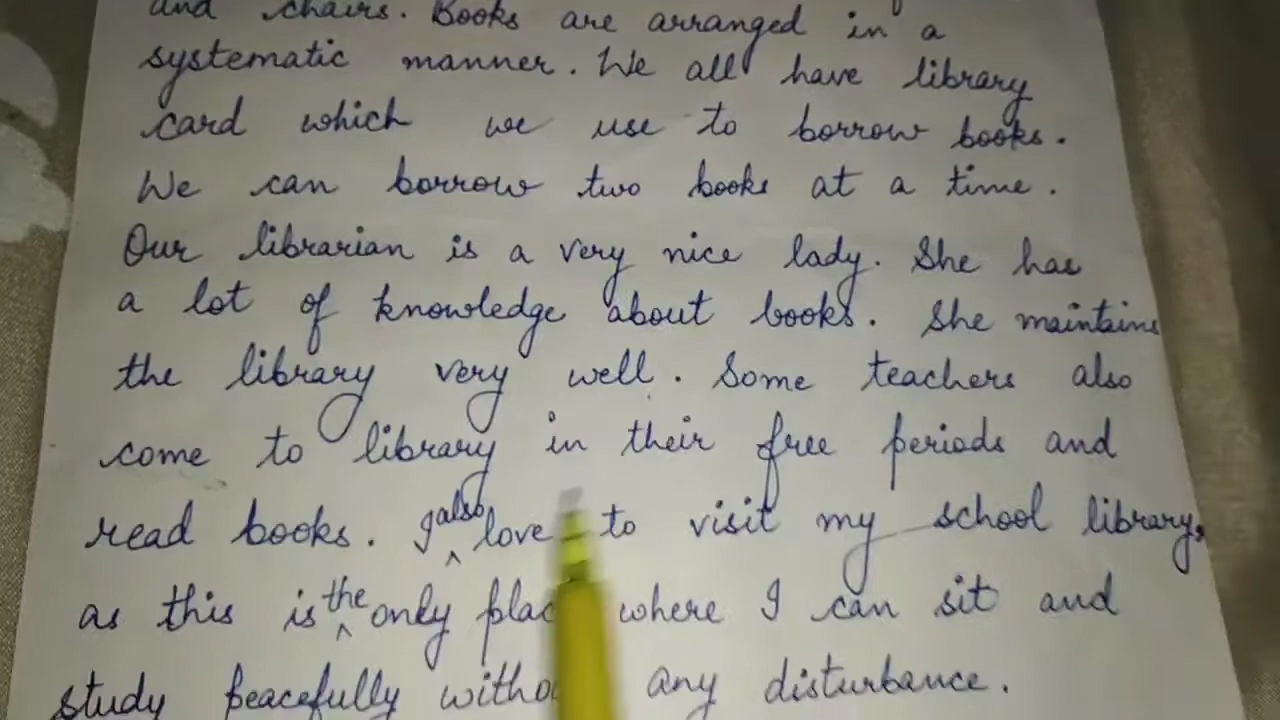 and chairs. Books are arranged in a
systematic manner. We all have library
card which we use to borrow books.
We can borrow two books at a time.
Our librarian is a very nice lady. She has
a lot of knowledge about books. She maintains
the library very well. Some teachers also
come to library in their free periods and
read books. I also love to visit my school library,
as this is the only plac where I can sit and
study peacefully witho any disturbance.